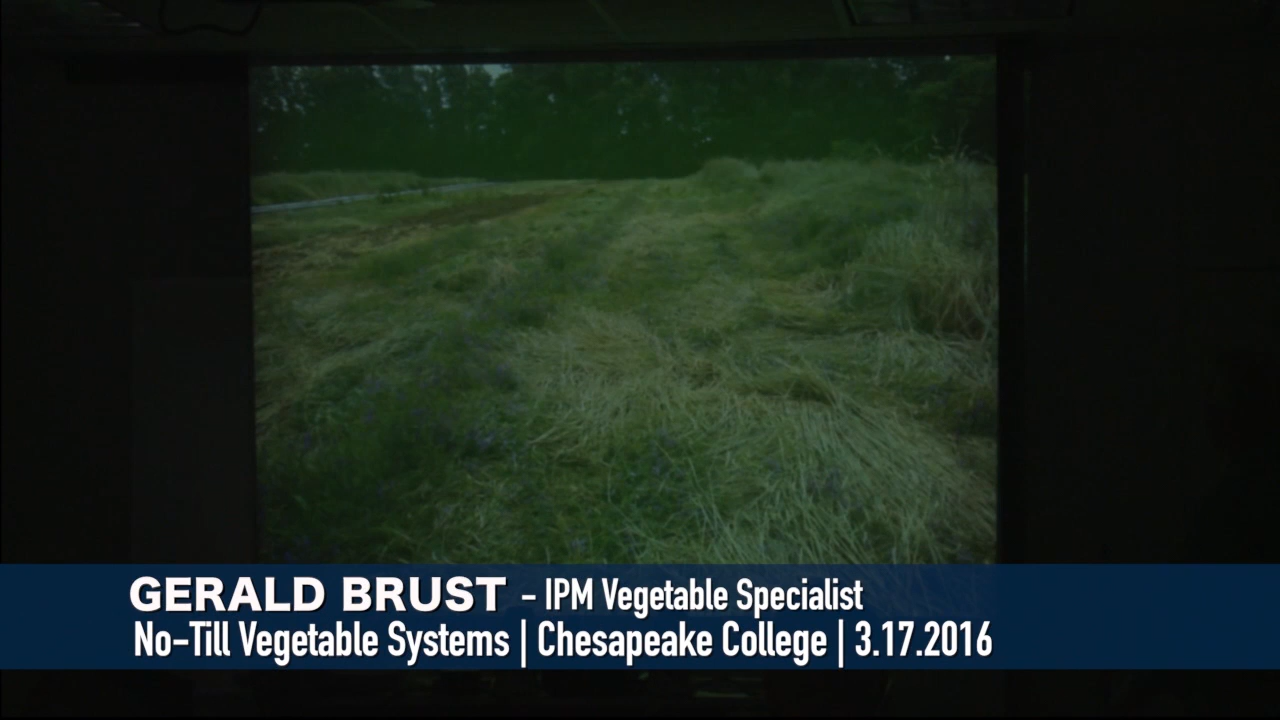 GERALD BRUST - IPM Vegetable Specialist
No-Till Vegetable Systems | Chesapeake College | 3.17.2016